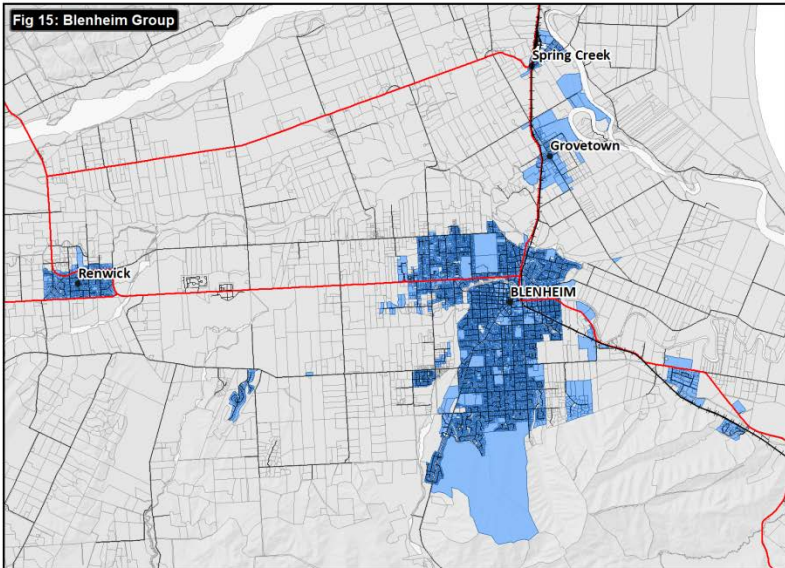 Fig 15: Blenheim Group
Spring Creek
Grovetown
Renwick
BLENHEIM